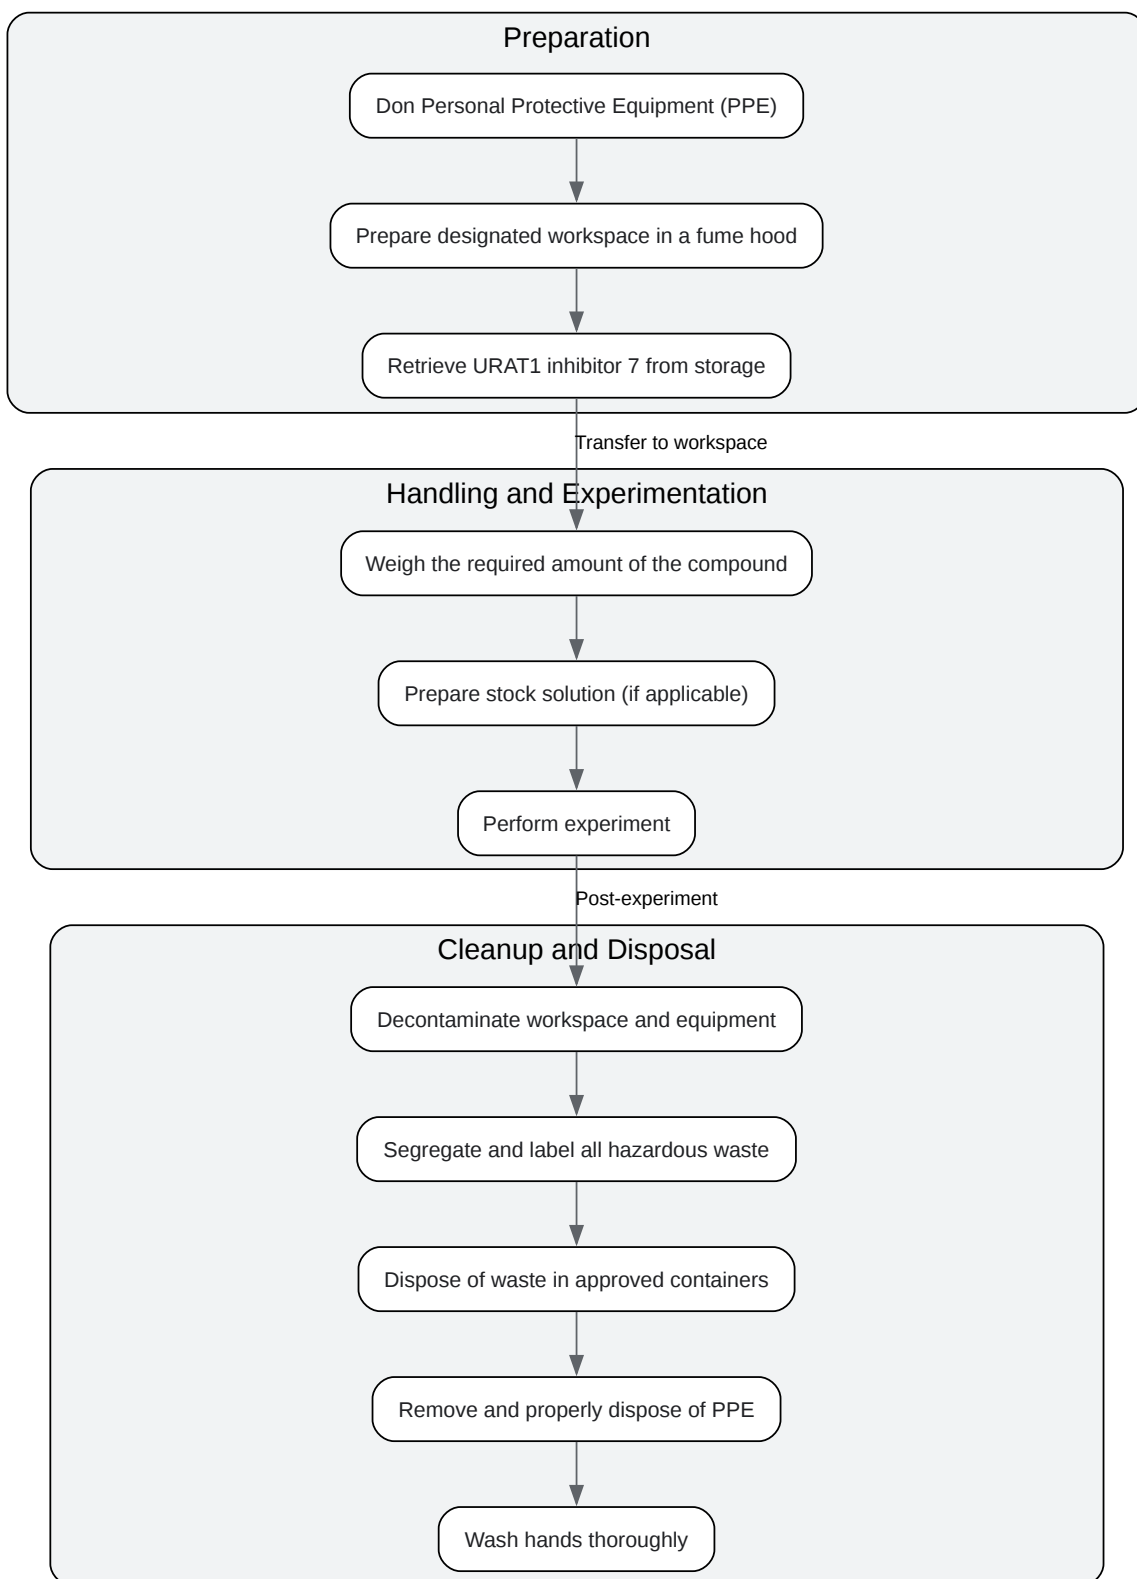 Preparation
Don Personal Protective Equipment (PPE)
Prepare designated workspace in a fume hood
Retrieve URAT1 inhibitor 7 from storage
Transfer to workspace
Handling and Experimentation
Weigh the required amount of the compound
Prepare stock solution (if applicable)
Perform experiment
Post-experiment
Cleanup and Disposal
Decontaminate workspace and equipment
Segregate and label all hazardous waste
Dispose of waste in approved containers
Remove and properly dispose of PPE
Wash hands thoroughly